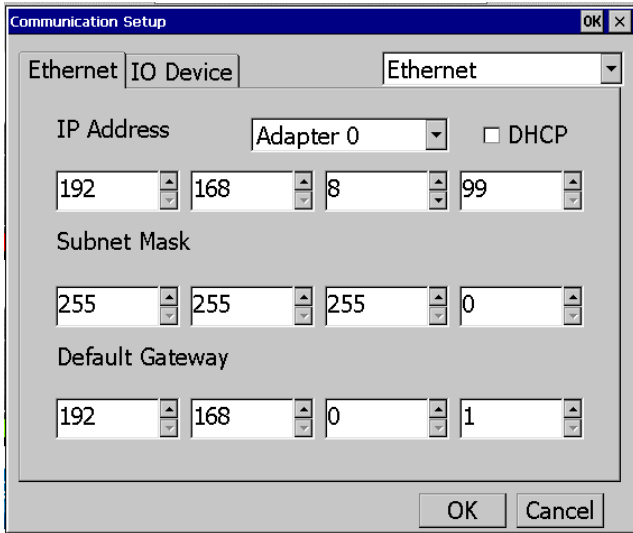 Communication Setup OK ×
Ethernet IO Device Ethernet
IP Address Adapter 0 DHCP
192 168 8 99
Subnet Mask
255 255 255 0
Default Gateway
192 168 0 1
OK Cancel